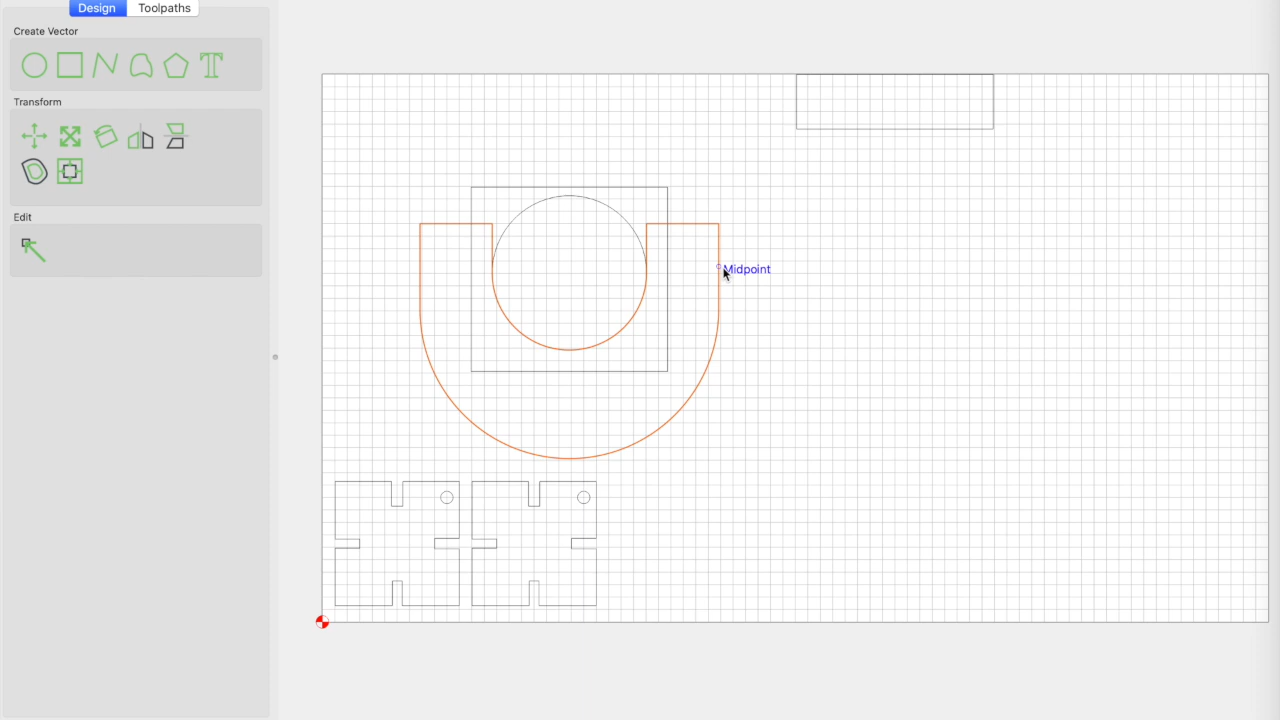 Design
Toolpaths
Create Vector
Transform
Edit
Midpoint